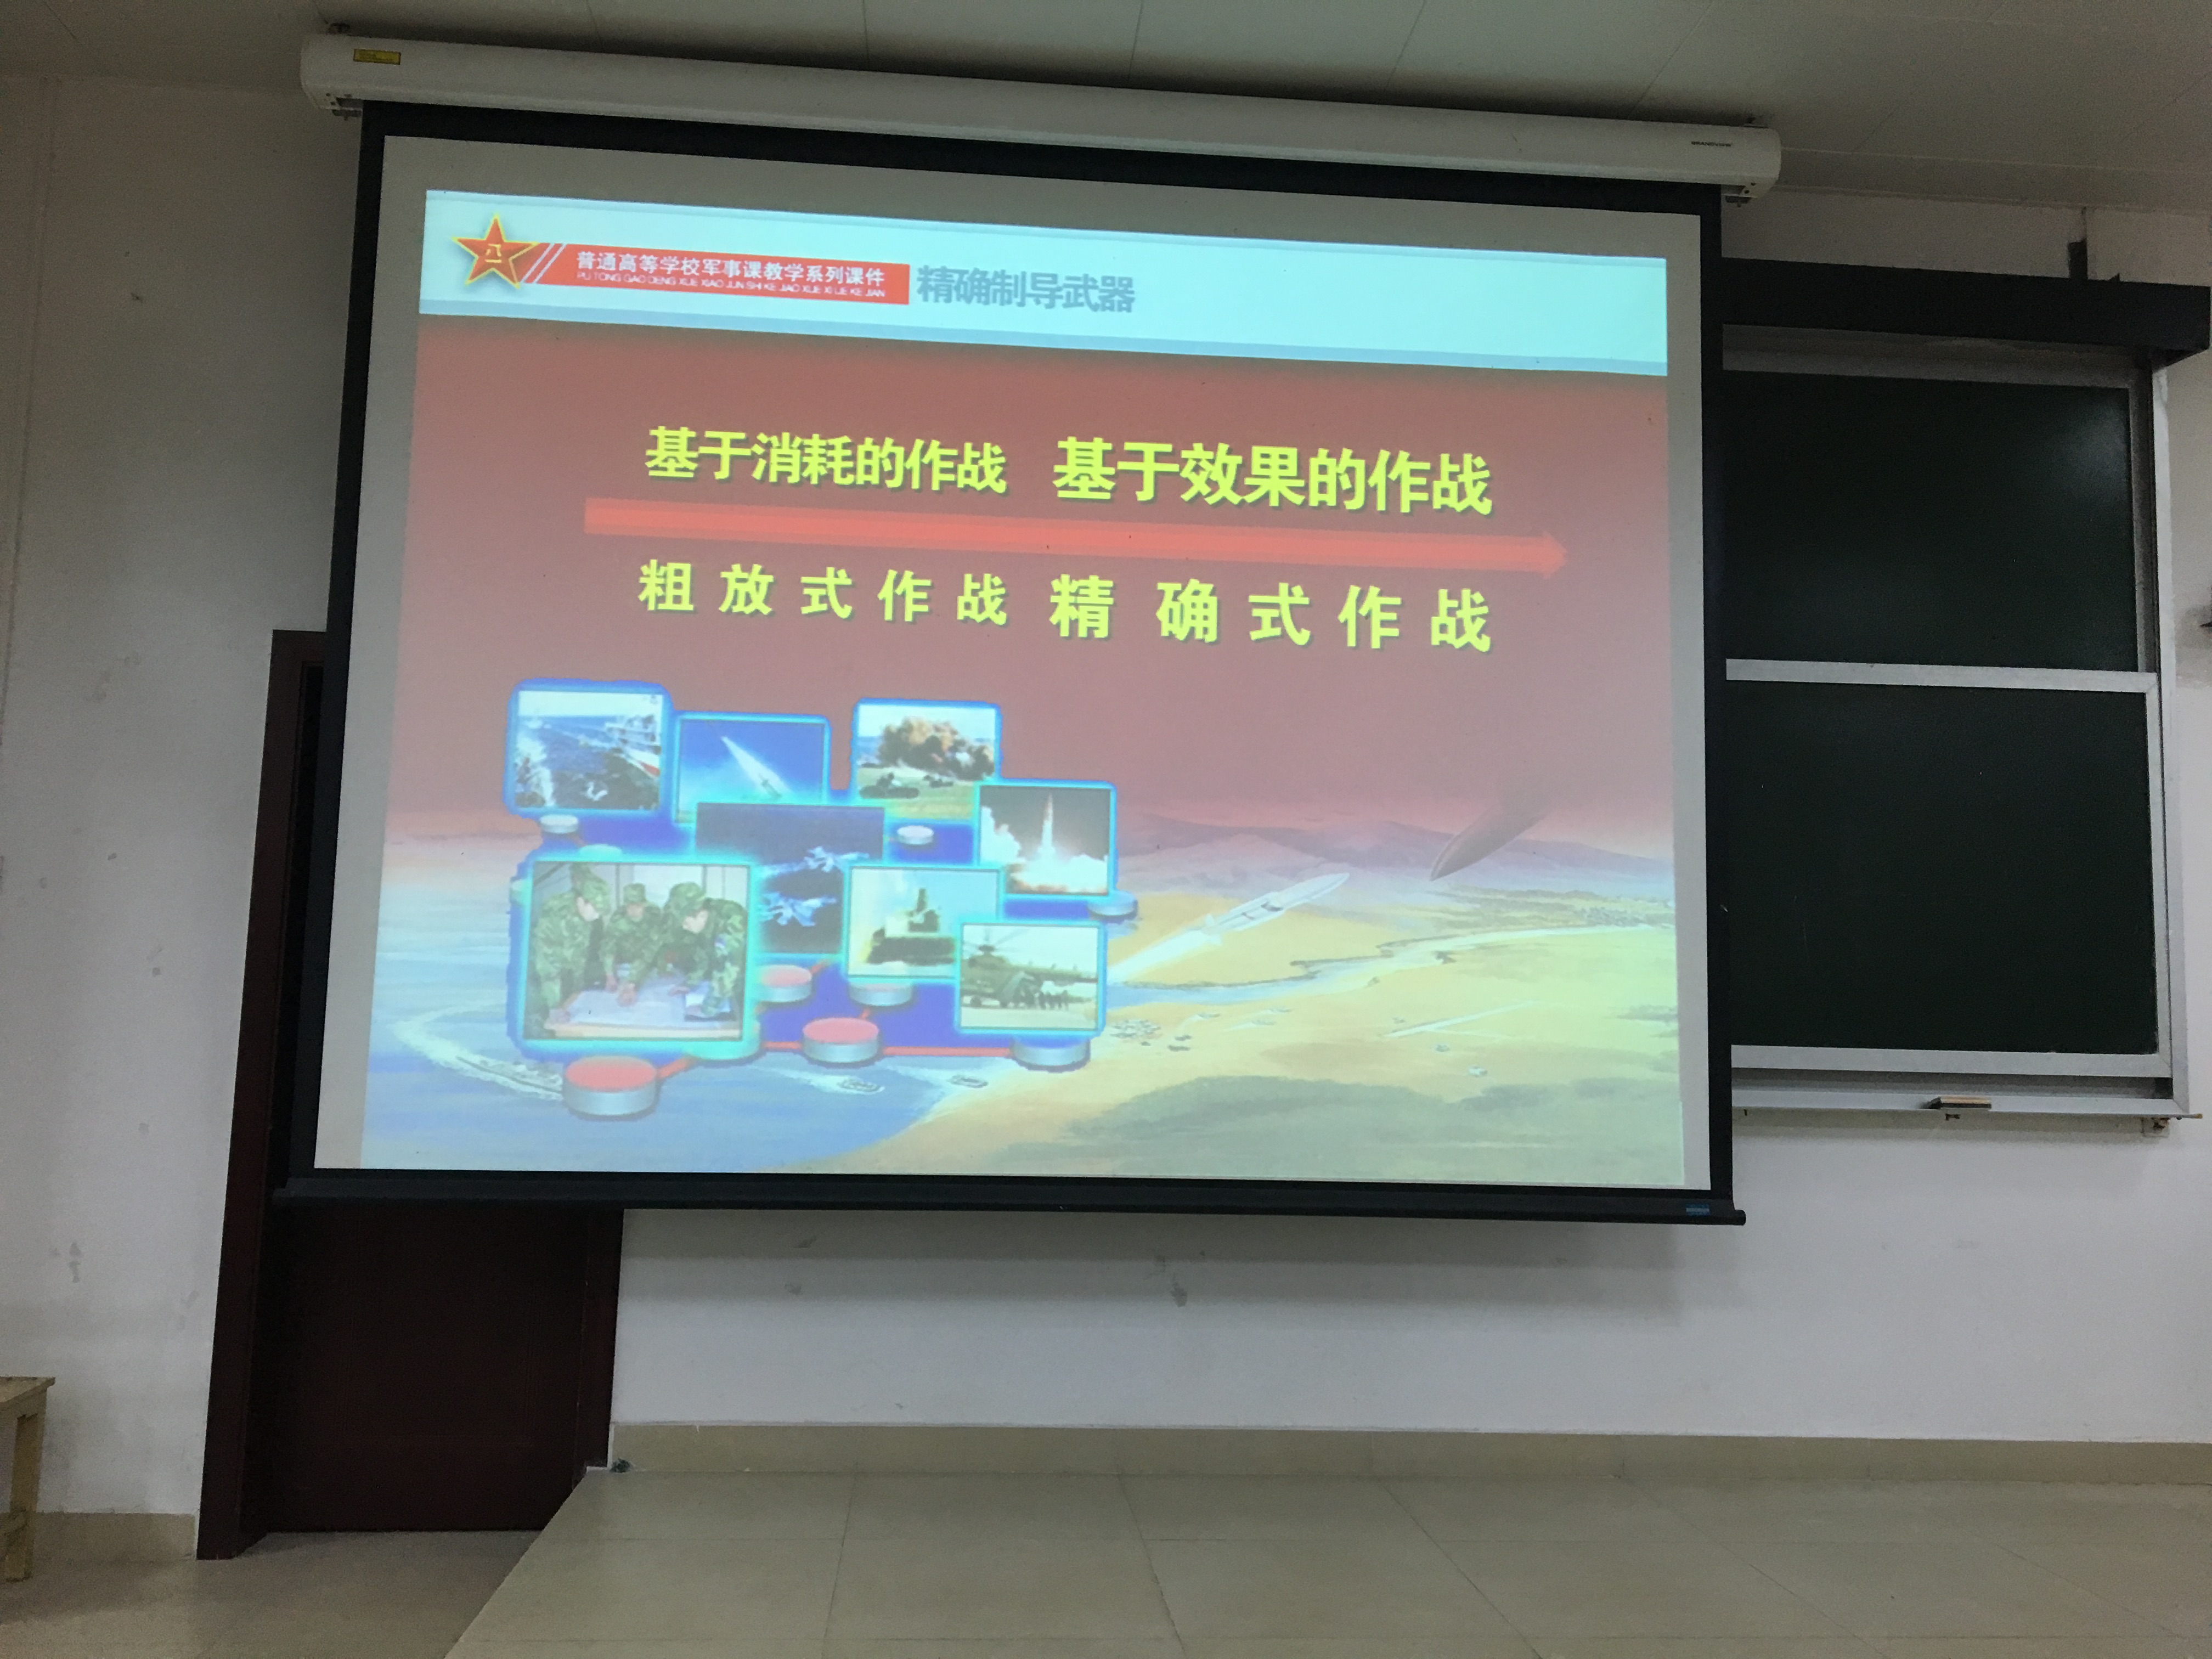 八一
普通高等学校军事课教学系列课件
PU TONG GAO DENG XUE XIAO JUN SHI KE JIAO XUE XI LIE KE JIAN
精确制导武器
基于消耗的作战 基于效果的作战
粗放式作战 精确式作战